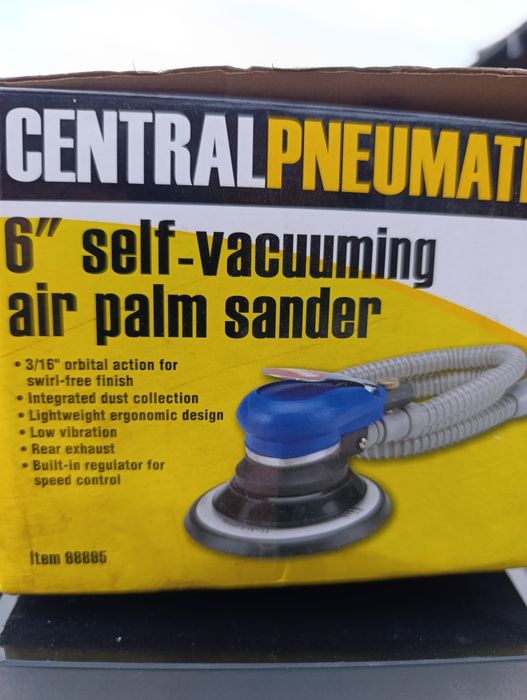 CENTRALPNEUMATI
6" self-vacuuming
air palm sander
• 3/16" orbital action for
swirl-free finish
• Integrated dust collection
• Lightweight ergonomic design
• Low vibration
• Rear exhaust
• Built-in regulator for
speed control
Item 98895